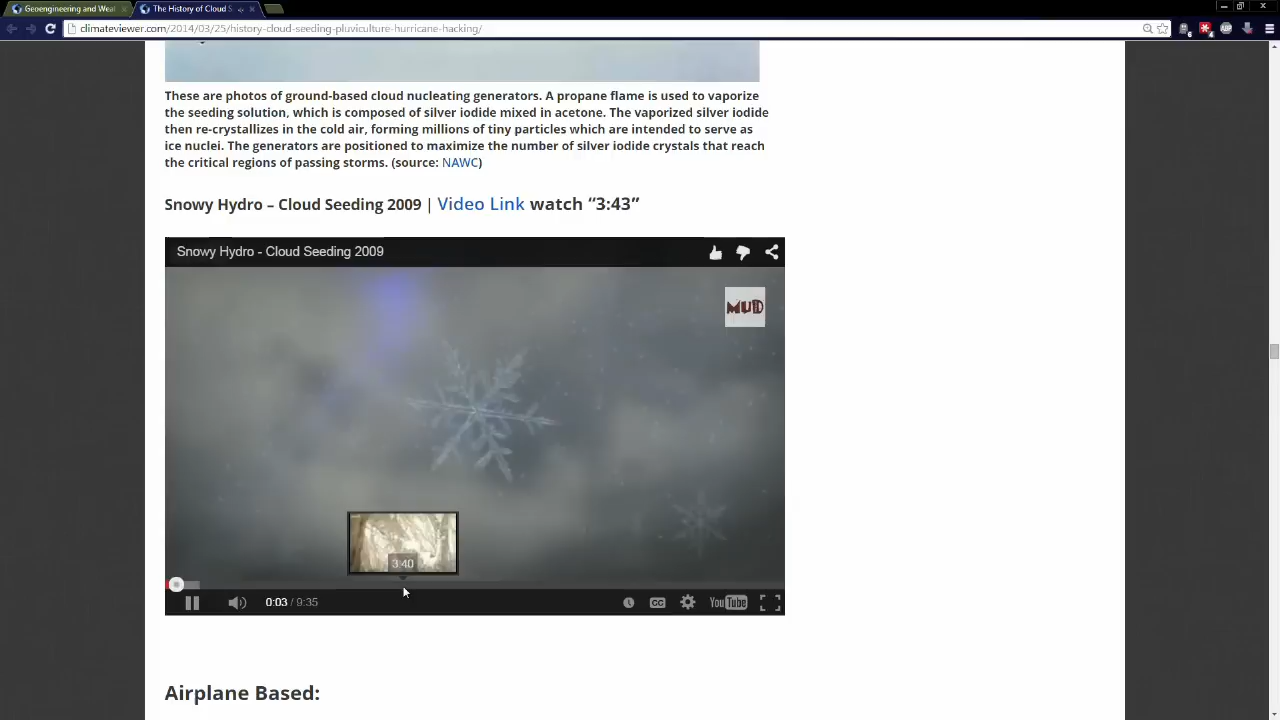 Geoengineering and Wea
The History of Cloud S
climateviewer.com/2014/03/25/history-cloud-seeding-pluviculture-hurricane-hacking/
These are photos of ground-based cloud nucleating generators. A propane flame is used to vaporize
the seeding solution, which is composed of silver iodide mixed in acetone. The vaporized silver iodide
then re-crystallizes in the cold air, forming millions of tiny particles which are intended to serve as
ice nuclei. The generators are positioned to maximize the number of silver iodide crystals that reach
the critical regions of passing storms. (source: NAWC)
Snowy Hydro – Cloud Seeding 2009 | Video Link watch “3:43”
Snowy Hydro - Cloud Seeding 2009
MUD
3:40
0:03 / 9:35
CC
YouTube
Airplane Based: